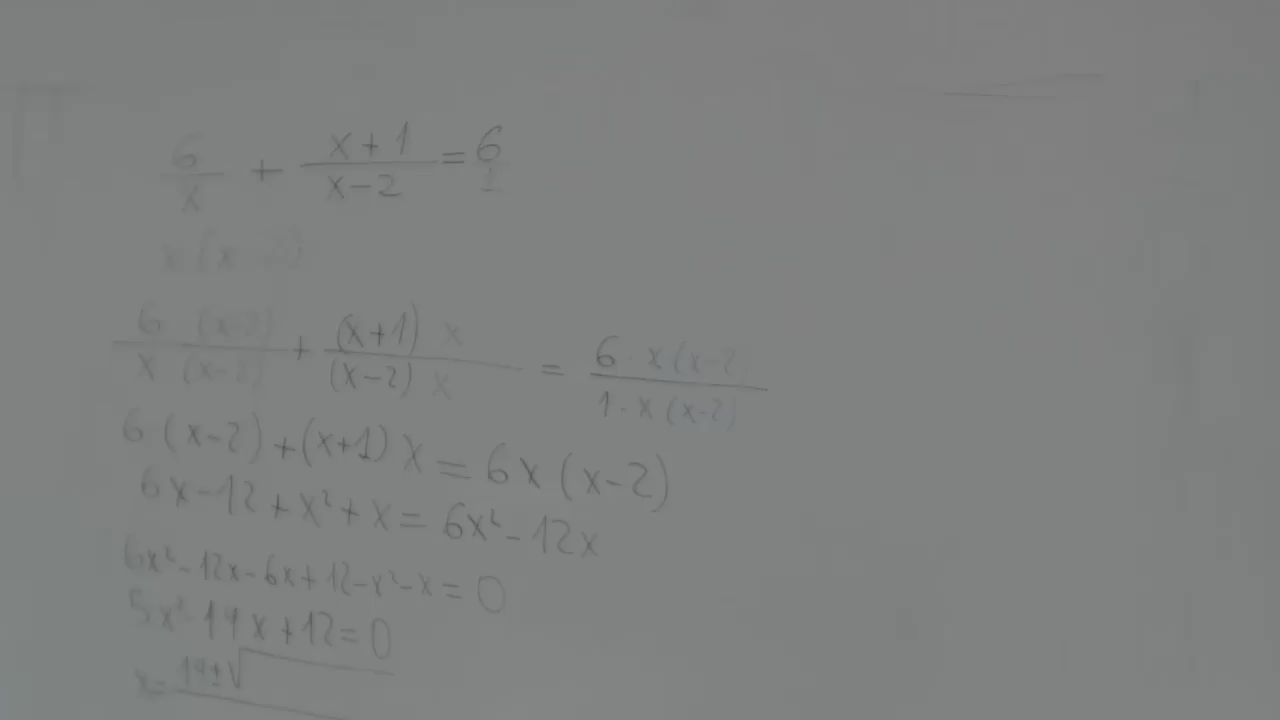 6/x + (x+1)/(x-2) = 6/1
x (x-2)
6 (x-2)/x (x-2) + (x+1) x/(x-2) x = 6 · x (x-2)/1 · x (x-2)
6 (x-2) + (x+1) x = 6x (x-2)
6x - 12 + x² + x = 6x² - 12x
6x² - 12x - 6x + 12 - x² - x = 0
5x² - 19x + 12 = 0
x = 19 ± √